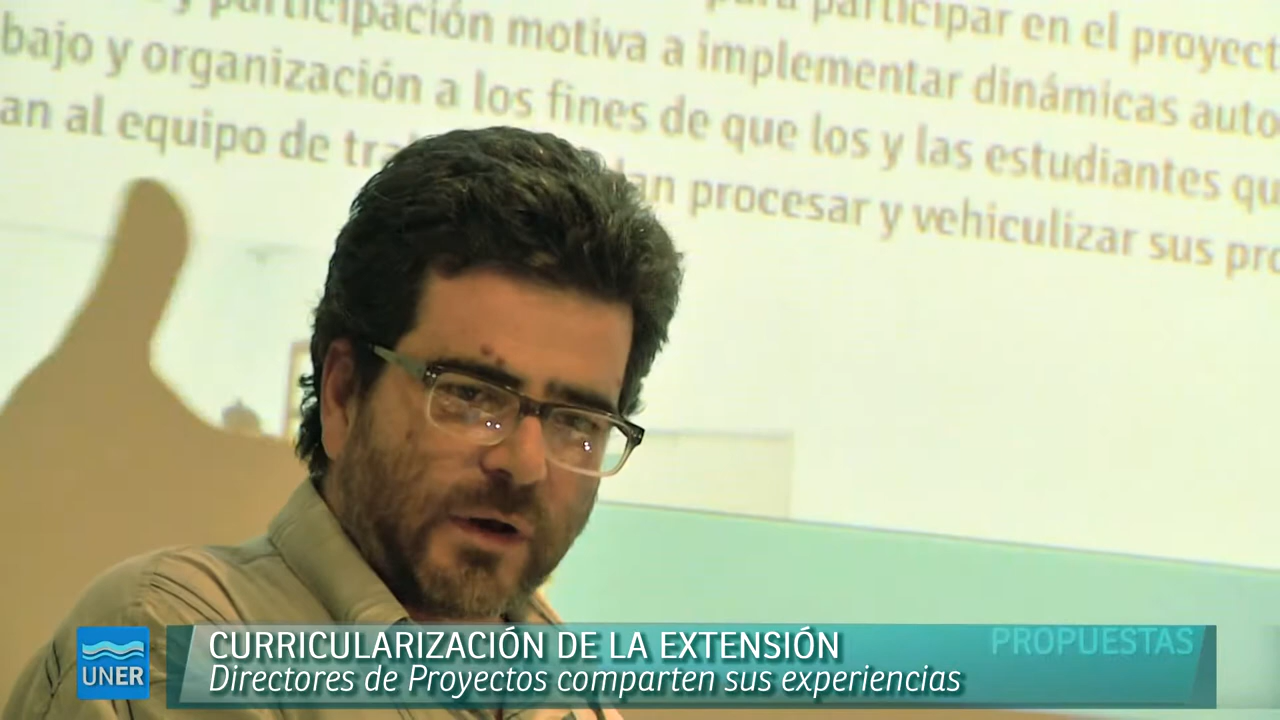 y participación motiva a implementar dinámicas auto
para participar en el proyect
bajo y organización a los fines de que los y las estudiantes qu
an al equipo de tra dan procesar y vehiculizar sus pro
UNER
CURRICULARIZACIÓN DE LA EXTENSIÓN
PROPUESTAS
Directores de Proyectos comparten sus experiencias